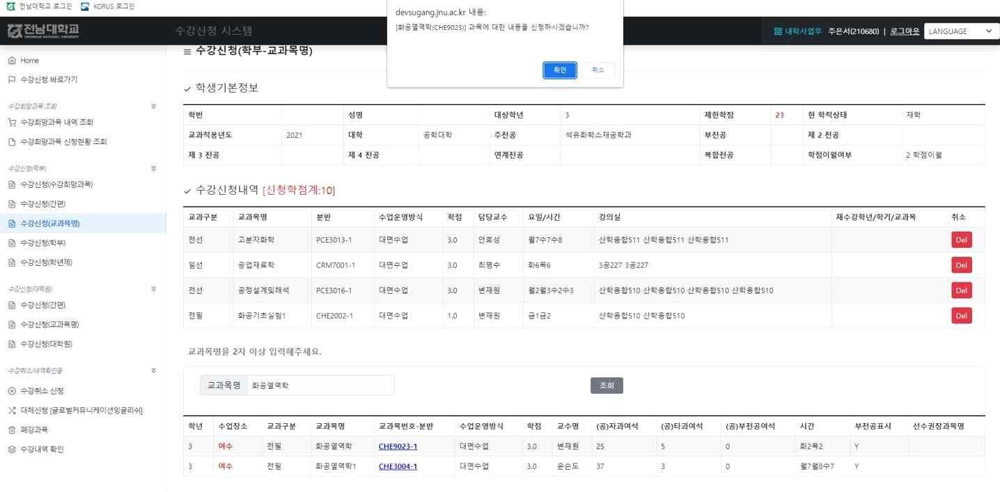 전남대학교 로그인 KORUS 로그인
devsugang.jnu.ac.kr 내용:
[화공열역학(CHE9023)] 과목에 대한 내용을 신청하시겠습니까?
확인 취소
전남대학교
CHONNAM NATIONAL UNIVERSITY
수강신청 시스템
대학사업무 주은서(210680) | 로그아웃 LANGUAGE
Home
수강신청 바로가기
수강희망과목 조회
수강희망과목 내역 조회
수강희망과목 신청현황 조회
수강신청(학부)
수강신청(수강희망과목)
수강신청(간편)
수강신청(교과목명)
수강신청(학부)
수강신청(학년제)
수강신청(대학원)
수강신청(간편)
수강신청(교과목명)
수강신청(대학원)
수강취소/내역확인등
수강취소 신청
대체신청 [글로벌커뮤니케이션잉글리쉬]
폐강과목
수강내역 확인
수강신청(학부-교과목명)
학생기본정보
학번 성명 대상학년 3 제한학점 23 현 학적상태 재학
교과적용년도 2021 대학 공학대학 주전공 석유화학소재공학과 부전공 제 2 전공
제 3 전공 제 4 전공 연계전공 복합전공 학점이월여부 2 학점이월
수강신청내역 [신청학점계:10]
교과구분 교과목명 분반 수업운영방식 학점 담당교수 요일/시간 강의실 재수강학년/학기/교과목 취소
전선 고분자화학 PCE3013-1 대면수업 3.0 안효성 월7수7수8 산학융합511 산학융합511 산학융합511 Del
일선 공업재료학 CRM7001-1 대면수업 3.0 최명수 화6목6 3공227 3공227 Del
전선 공정설계및해석 PCE3016-1 대면수업 3.0 변재원 월2월3수2수3 산학융합510 산학융합510 산학융합510 산학융합510 Del
전필 화공기초실험1 CHE2002-1 대면수업 1.0 변재원 금1금2 산학융합510 산학융합510 Del
교과목명을 2자 이상 입력해주세요.
교과목명 화공열역학 조회
학년 수업장소 교과구분 교과목명 교과목번호-분반 수업운영방식 학점 교수명 (공)자과여석 (공)타과여석 (공)부전공여석 시간 부전공표시 선수권장과목명
3 여수 전필 화공열역학 CHE9023-1 대면수업 3.0 변재원 25 5 0 화2목2 Y
3 여수 전필 화공열역학1 CHE3004-1 대면수업 3.0 윤순도 37 3 0 월7월8수7 Y